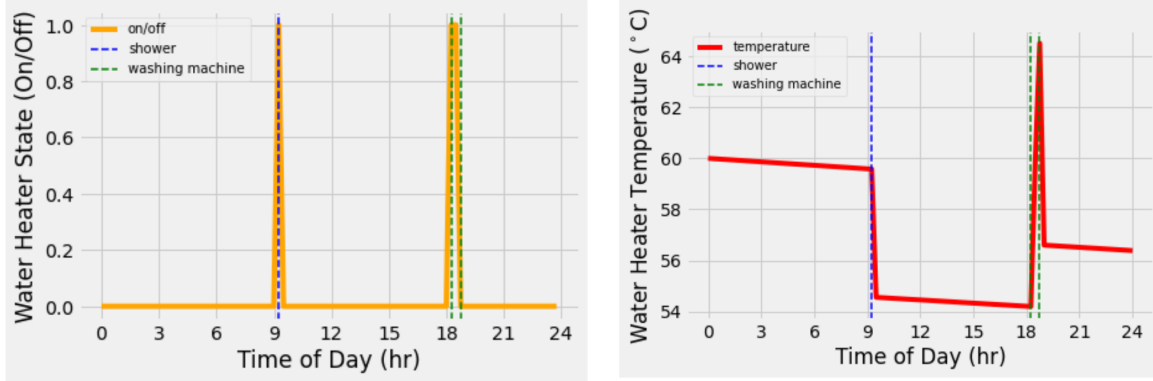 Water Heater State (On/Off)
1.0
0.8
0.6
0.4
0.2
0.0
on/off
shower
washing machine
0 3 6 9 12 15 18 21 24
Time of Day (hr)
Water Heater Temperature (°C)
64
62
60
58
56
54
temperature
shower
washing machine
0 3 6 9 12 15 18 21 24
Time of Day (hr)